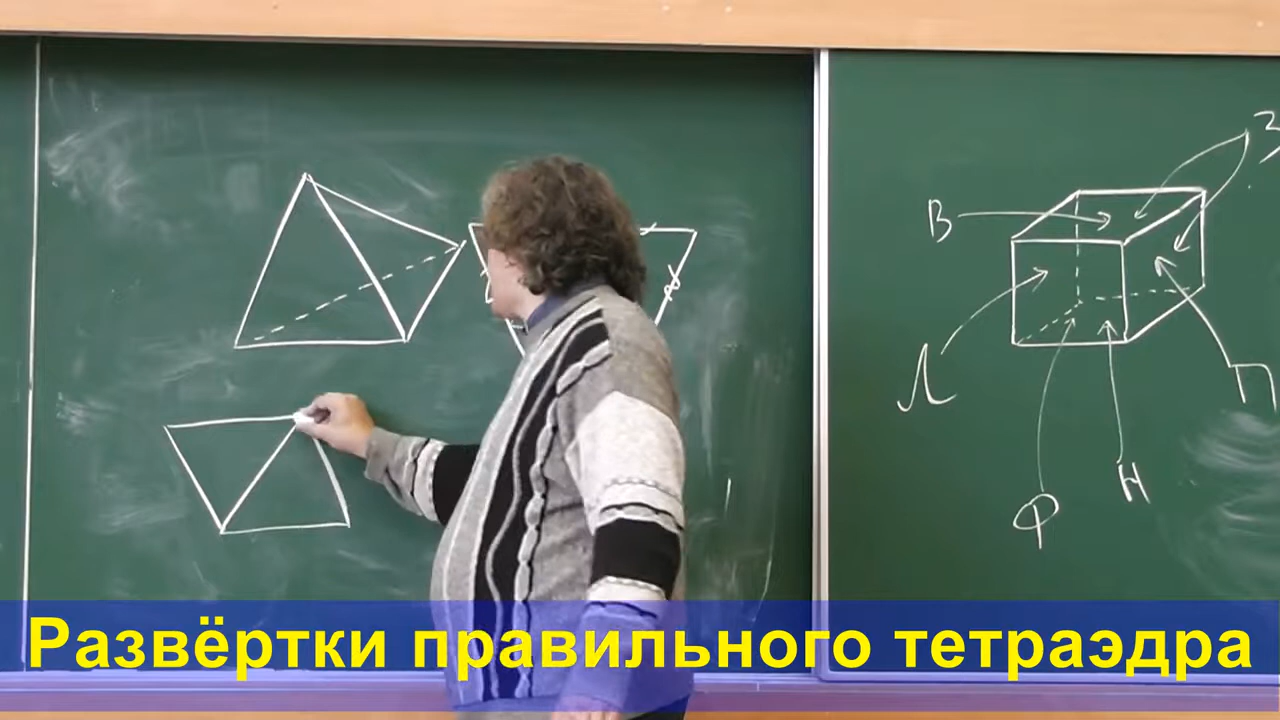 З
В
Л
П
Н
Ф
Развёртки правильного тетраэдра